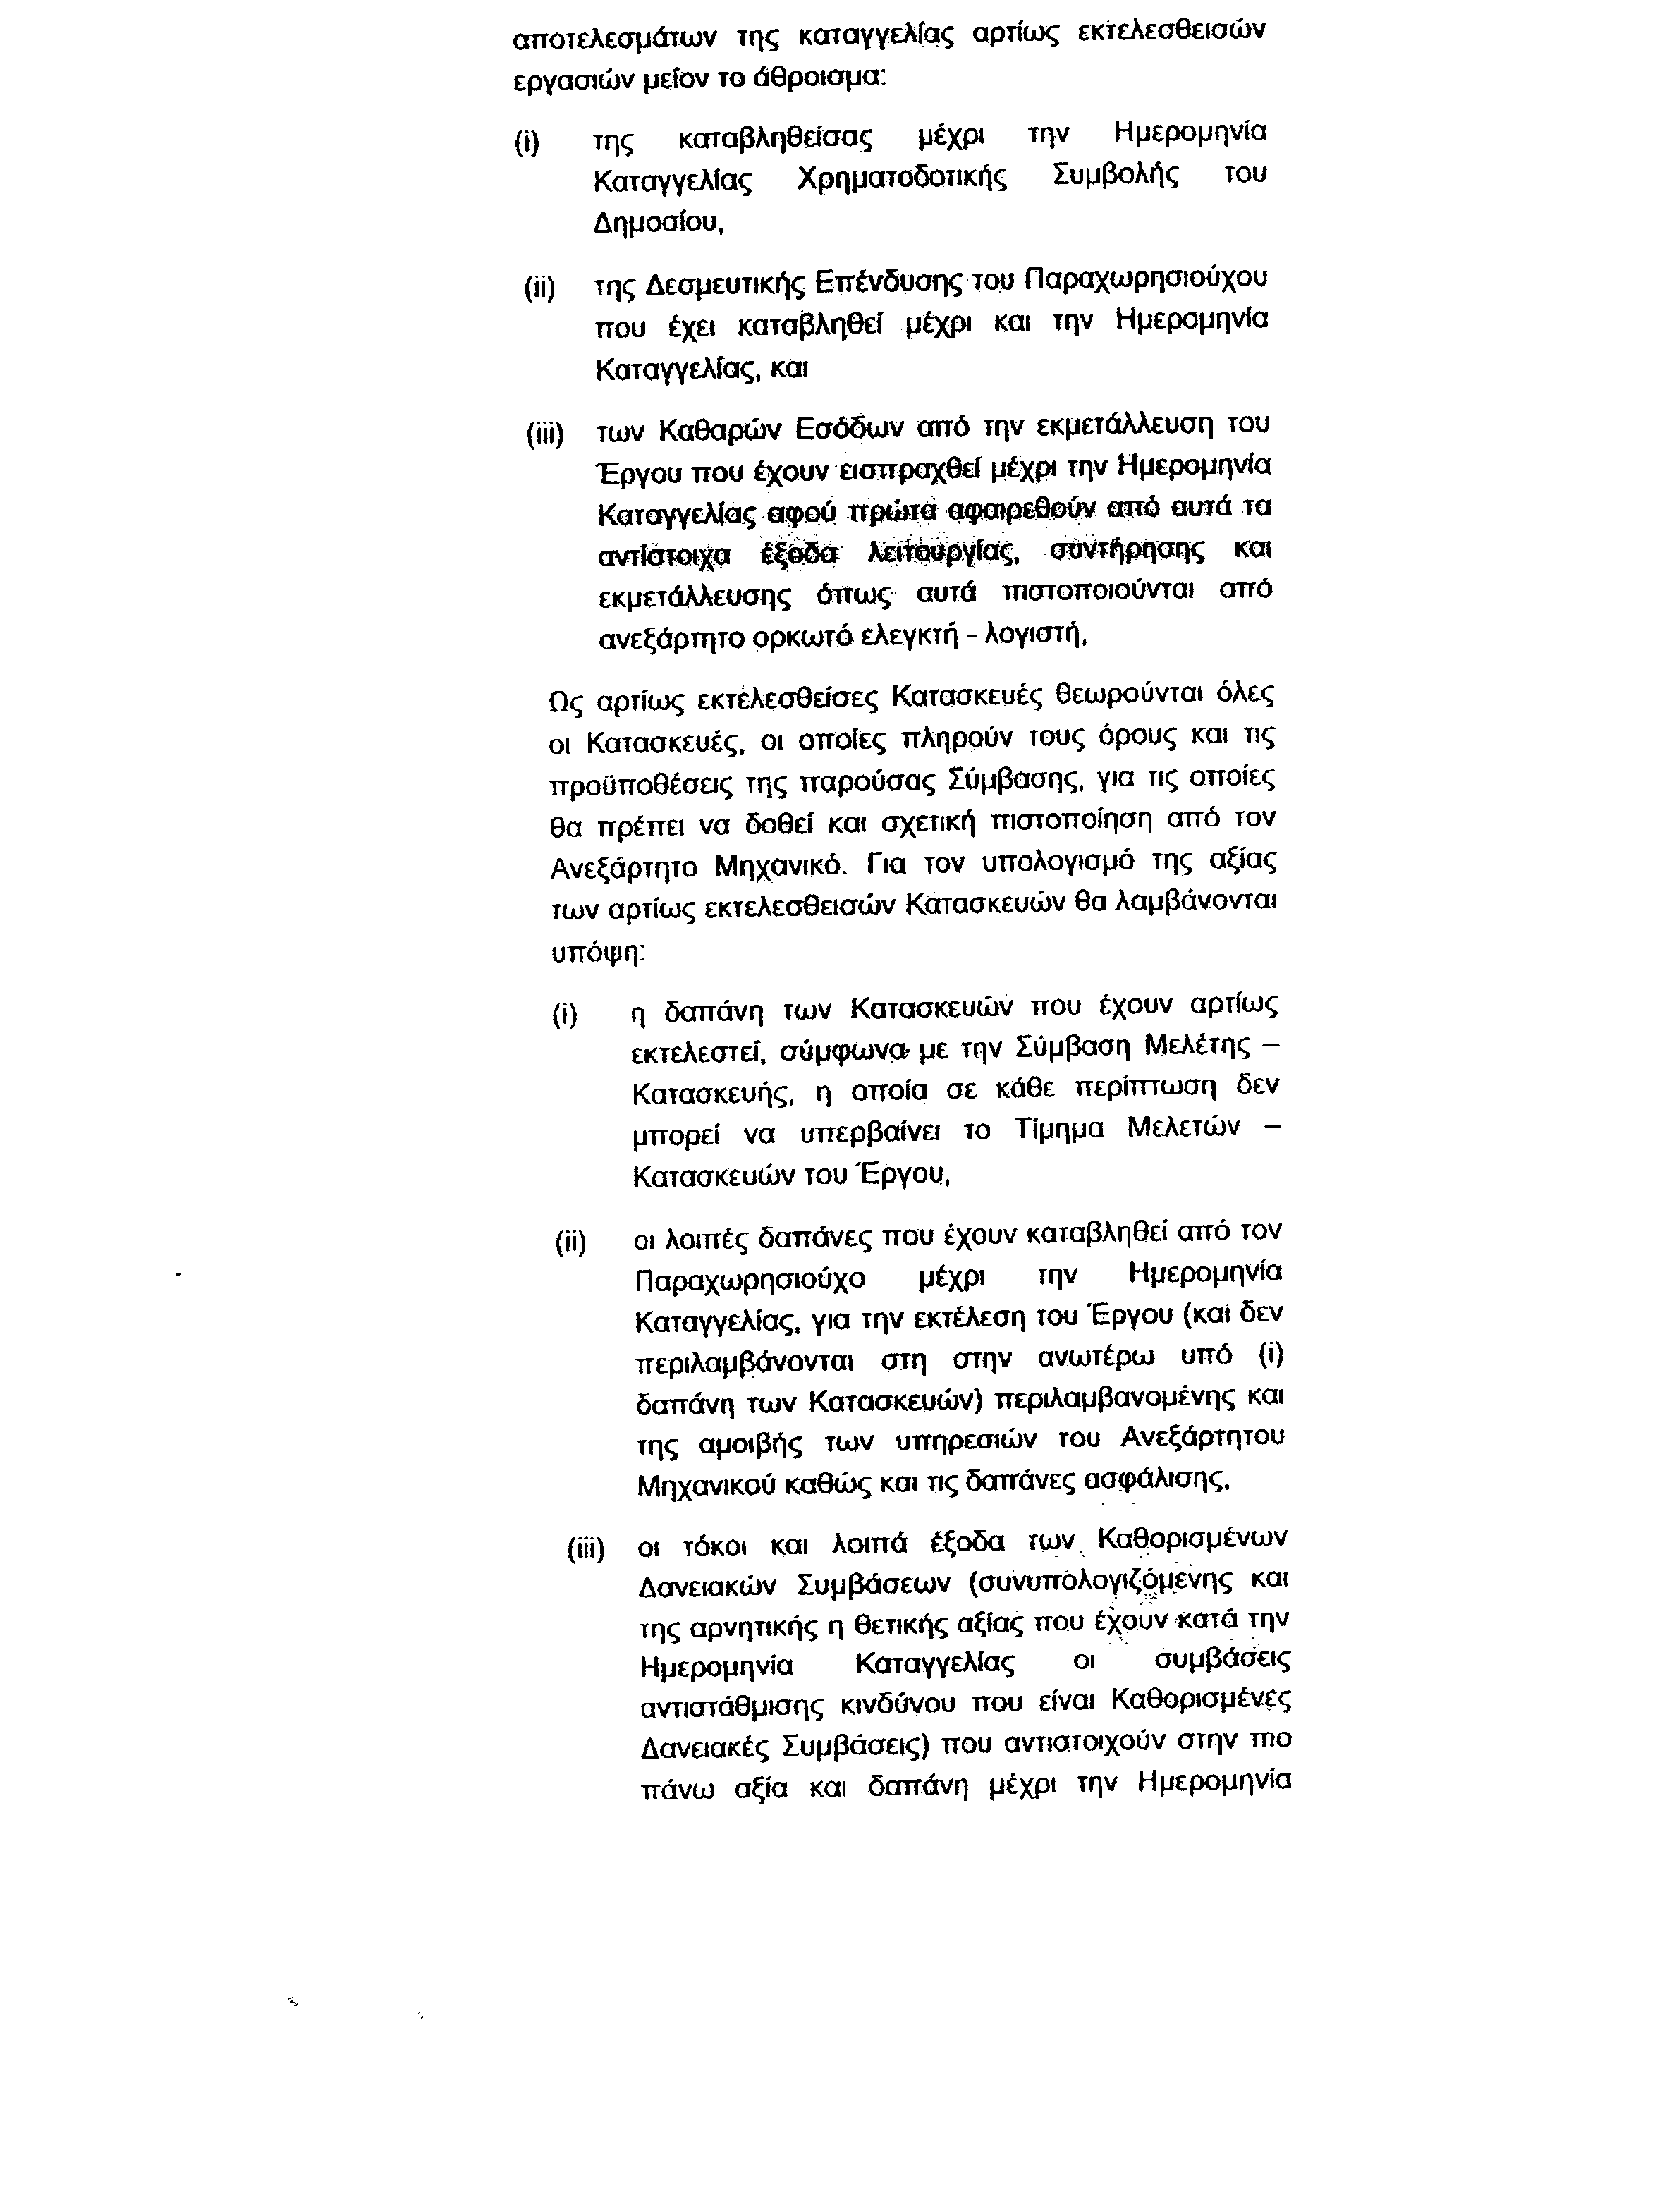 αποτελεσμάτων της καταγγελίας αρτίως εκτελεσθεισών
εργασιών μείον το άθροισμα:
(i) της καταβληθείσας μέχρι την Ημερομηνία
Καταγγελίας Χρηματοδοτικής Συμβολής του
Δημοσίου,
(ii) της Δεσμευτικής Επένδυσης του Παραχωρησιούχου
που έχει καταβληθεί μέχρι και την Ημερομηνία
Καταγγελίας, και
(iii) των Καθαρών Εσόδων από την εκμετάλλευση του
Έργου που έχουν εισπραχθεί μέχρι την Ημερομηνία
Καταγγελίας αφού πρώτα αφαιρεθούν από αυτά τα
αντίστοιχα έξοδα λειτουργίας, συντήρησης και
εκμετάλλευσης όπως αυτά πιστοποιούνται από
ανεξάρτητο ορκωτό ελεγκτή - λογιστή,
Ως αρτίως εκτελεσθείσες Κατασκευές θεωρούνται όλες
οι Κατασκευές, οι οποίες πληρούν τους όρους και τις
προϋποθέσεις της παρούσας Σύμβασης, για τις οποίες
θα πρέπει να δοθεί και σχετική πιστοποίηση από τον
Ανεξάρτητο Μηχανικό. Για τον υπολογισμό της αξίας
των αρτίως εκτελεσθεισών Κατασκευών θα λαμβάνονται
υπόψη:
(i) η δαπάνη των Κατασκευών που έχουν αρτίως
εκτελεστεί, σύμφωνα με την Σύμβαση Μελέτης –
Κατασκευής, η οποία σε κάθε περίπτωση δεν
μπορεί να υπερβαίνει το Τίμημα Μελετών –
Κατασκευών του Έργου,
(ii) οι λοιπές δαπάνες που έχουν καταβληθεί από τον
Παραχωρησιούχο μέχρι την Ημερομηνία
Καταγγελίας, για την εκτέλεση του Έργου (και δεν
περιλαμβάνονται στη στην ανωτέρω υπό (i)
δαπάνη των Κατασκευών) περιλαμβανομένης και
της αμοιβής των υπηρεσιών του Ανεξάρτητου
Μηχανικού καθώς και τις δαπάνες ασφάλισης,
(iii) οι τόκοι και λοιπά έξοδα των Καθορισμένων
Δανειακών Συμβάσεων (συνυπολογιζόμενης και
της αρνητικής η θετικής αξίας που έχουν κατά την
Ημερομηνία Καταγγελίας οι συμβάσεις
αντιστάθμισης κινδύνου που είναι Καθορισμένες
Δανειακές Συμβάσεις) που αντιστοιχούν στην πιο
πάνω αξία και δαπάνη μέχρι την Ημερομηνία